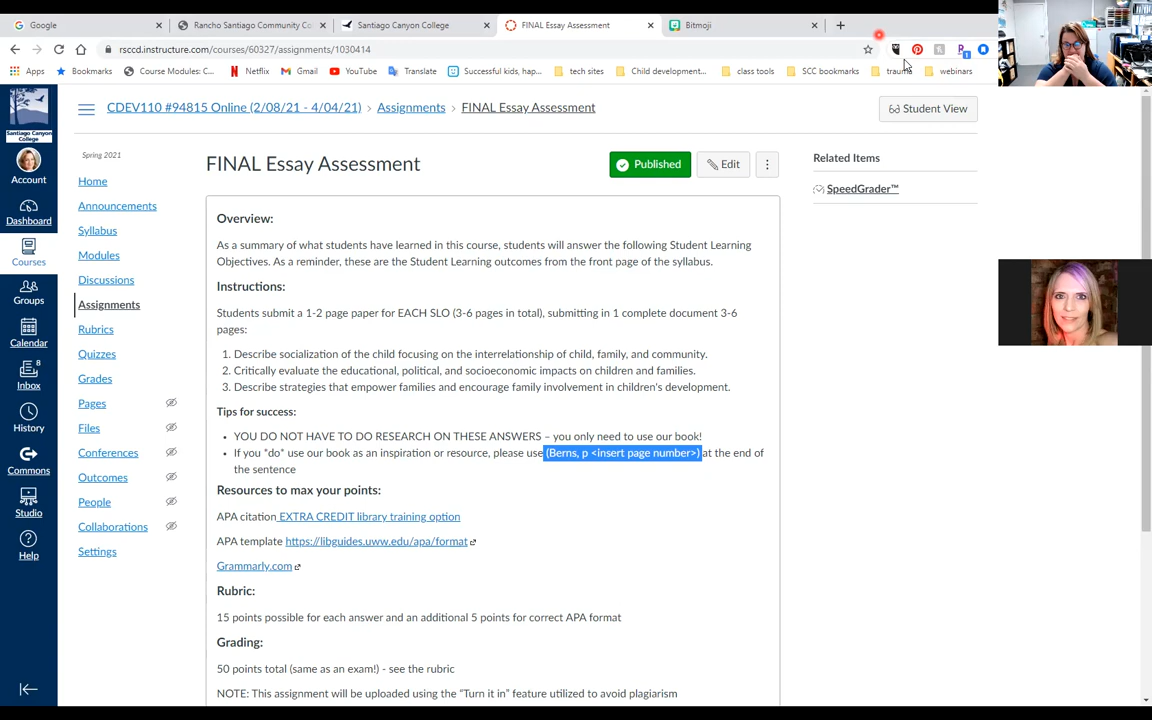 Google
Rancho Santiago Community Co
Santiago Canyon College
FINAL Essay Assessment
Bitmoji
rsccd.instructure.com/courses/60327/assignments/1030414
Apps
Bookmarks
Course Modules: C...
Netflix
Gmail
YouTube
Translate
Successful kids, hap...
tech sites
Child development...
class tools
SCC bookmarks
trauma
webinars
Santiago Canyon College
Account
Dashboard
Courses
Groups
Calendar
8
Inbox
History
Commons
Studio
Help
CDEV110 #94815 Online (2/08/21 - 4/04/21) › Assignments › FINAL Essay Assessment
Student View
Spring 2021
Home
Announcements
Syllabus
Modules
Discussions
Assignments
Rubrics
Quizzes
Grades
Pages
Files
Conferences
Outcomes
People
Collaborations
Settings
FINAL Essay Assessment
Published
Edit
Related Items
SpeedGrader™
Overview:
As a summary of what students have learned in this course, students will answer the following Student Learning
Objectives. As a reminder, these are the Student Learning outcomes from the front page of the syllabus.
Instructions:
Students submit a 1-2 page paper for EACH SLO (3-6 pages in total), submitting in 1 complete document 3-6
pages:
1. Describe socialization of the child focusing on the interrelationship of child, family, and community.
2. Critically evaluate the educational, political, and socioeconomic impacts on children and families.
3. Describe strategies that empower families and encourage family involvement in children's development.
Tips for success:
• YOU DO NOT HAVE TO DO RESEARCH ON THESE ANSWERS – you only need to use our book!
• If you *do* use our book as an inspiration or resource, please use (Berns, p <insert page number>) at the end of
the sentence
Resources to max your points:
APA citation EXTRA CREDIT library training option
APA template https://libguides.uww.edu/apa/format
Grammarly.com
Rubric:
15 points possible for each answer and an additional 5 points for correct APA format
Grading:
50 points total (same as an exam!) - see the rubric
NOTE: This assignment will be uploaded using the "Turn it in" feature utilized to avoid plagiarism